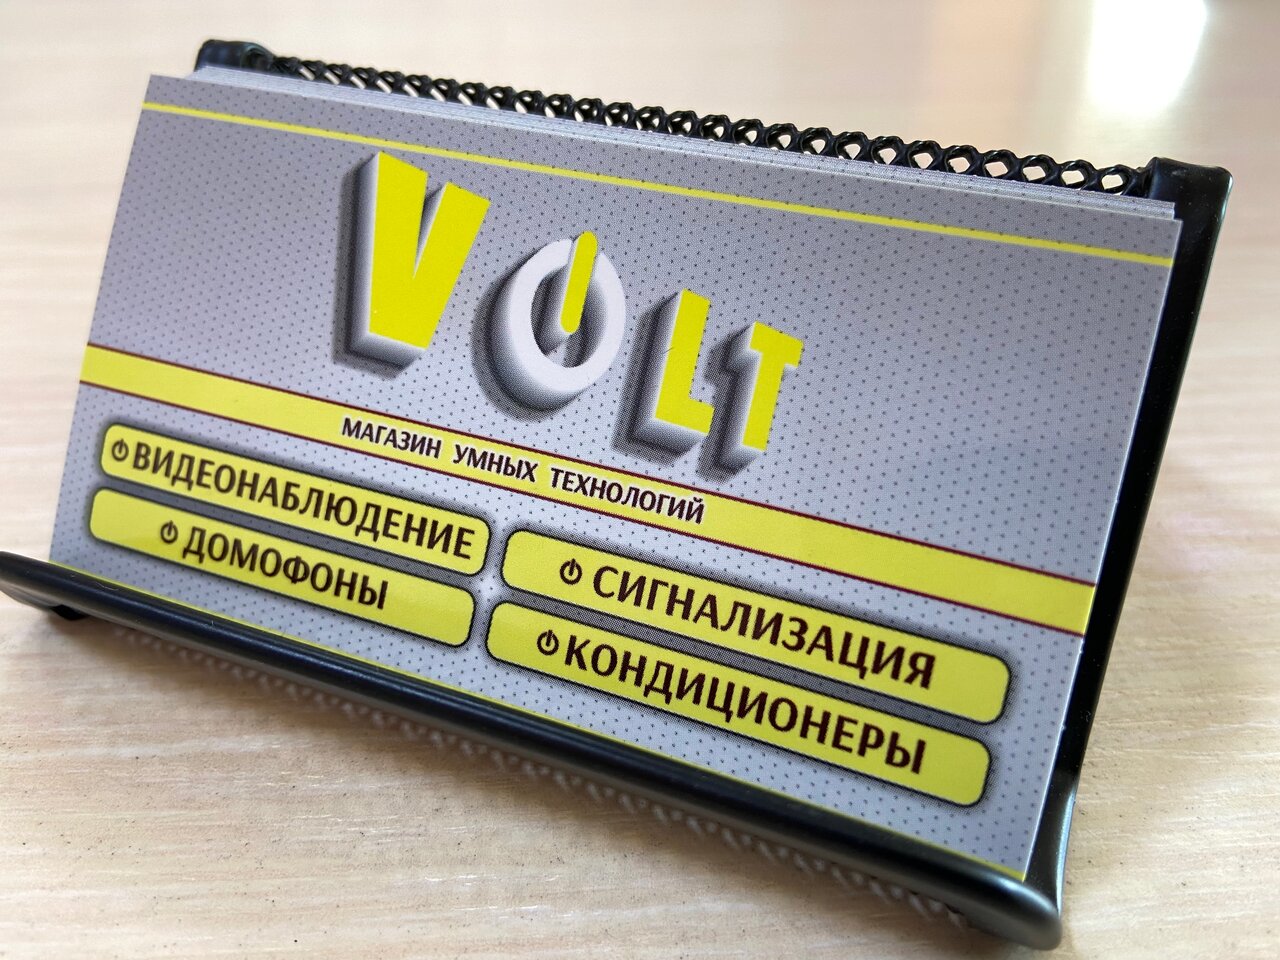 VOLT
МАГАЗИН УМНЫХ ТЕХНОЛОГИЙ
ВИДЕОНАБЛЮДЕНИЕ
ДОМОФОНЫ
СИГНАЛИЗАЦИЯ
КОНДИЦИОНЕРЫ